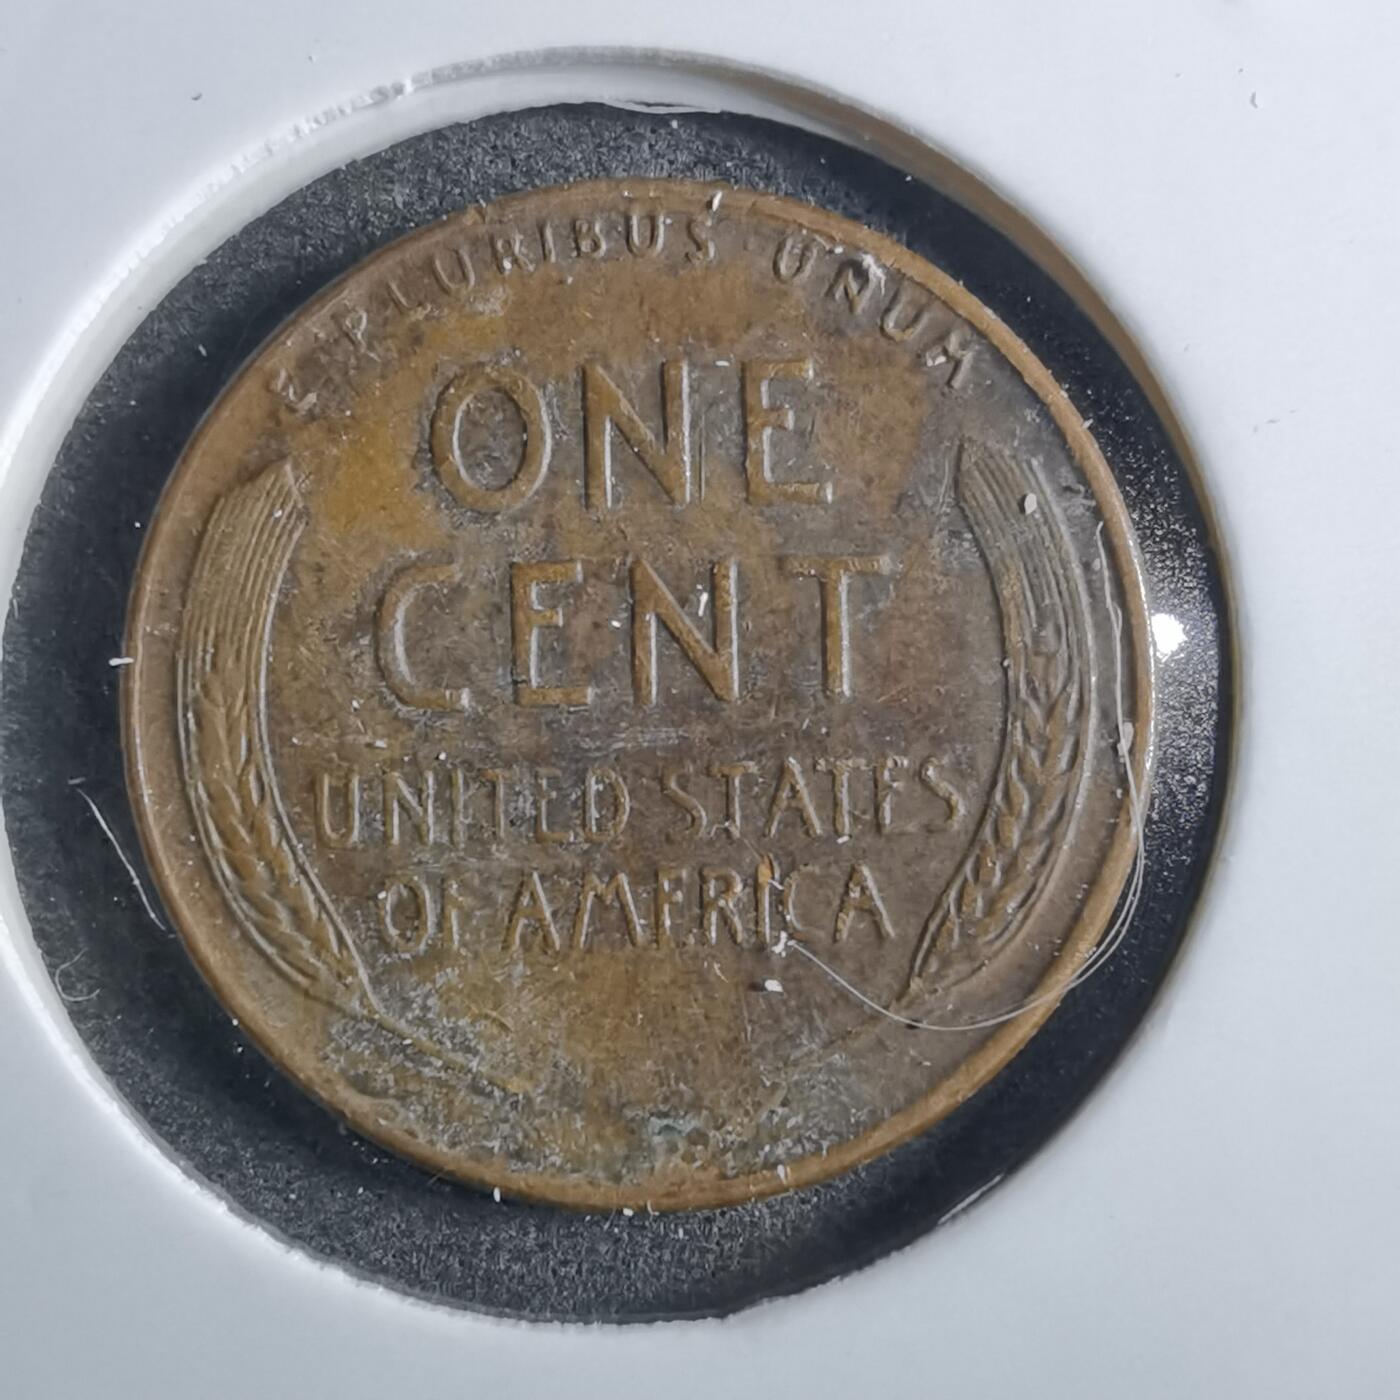 E PLURIBUS UNUM
ONE
CENT
UNITED STATES
OF AMERICA